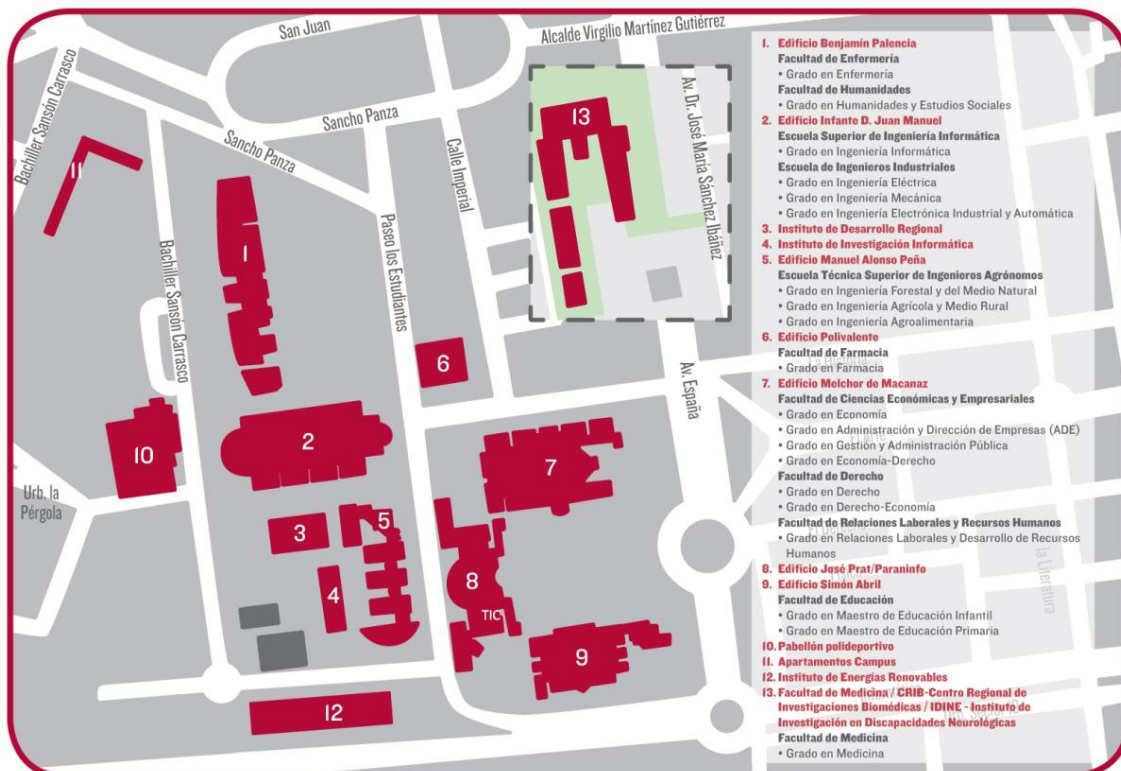 San Juan
Alcalde Virgilio Martínez Gutiérrez
Bachiller Sansón Carrasco
Sancho Panza
Sancho Panza
Calle Imperial
Av. Dr. José María Sánchez Ibáñez
Paseo los Estudiantes
Bachiller Sansón Carrasco
Av. España
Urb. la
Pérgola
11
13
1
6
2
10
7
3
5
4
8
TIC
9
12
1. Edificio Benjamín Palencia
Facultad de Enfermería
• Grado en Enfermería
Facultad de Humanidades
• Grado en Humanidades y Estudios Sociales
2. Edificio Infante D. Juan Manuel
Escuela Superior de Ingeniería Informática
• Grado en Ingeniería Informática
Escuela de Ingenieros Industriales
• Grado en Ingeniería Eléctrica
• Grado en Ingeniería Mecánica
• Grado en Ingeniería Electrónica Industrial y Automática
3. Instituto de Desarrollo Regional
4. Instituto de Investigación Informática
5. Edificio Manuel Alonso Peña
Escuela Técnica Superior de Ingenieros Agrónomos
• Grado en Ingeniería Forestal y del Medio Natural
• Grado en Ingeniería Agrícola y Medio Rural
• Grado en Ingeniería Agroalimentaria
6. Edificio Polivalente
Facultad de Farmacia
• Grado en Farmacia
7. Edificio Melchor de Macanaz
Facultad de Ciencias Económicas y Empresariales
• Grado en Economía
• Grado en Administración y Dirección de Empresas (ADE)
• Grado en Gestión y Administración Pública
• Grado en Economía-Derecho
Facultad de Derecho
• Grado en Derecho
• Grado en Derecho-Economía
Facultad de Relaciones Laborales y Recursos Humanos
• Grado en Relaciones Laborales y Desarrollo de Recursos
Humanos
8. Edificio José Prat/Paraninfo
9. Edificio Simón Abril
Facultad de Educación
• Grado en Maestro de Educación Infantil
• Grado en Maestro de Educación Primaria
10. Pabellón polideportivo
11. Apartamentos Campus
12. Instituto de Energías Renovables
13. Facultad de Medicina / CRIB-Centro Regional de
Investigaciones Biomédicas / IDINE - Instituto de
Investigación en Discapacidades Neurológicas
Facultad de Medicina
• Grado en Medicina
la Literatura